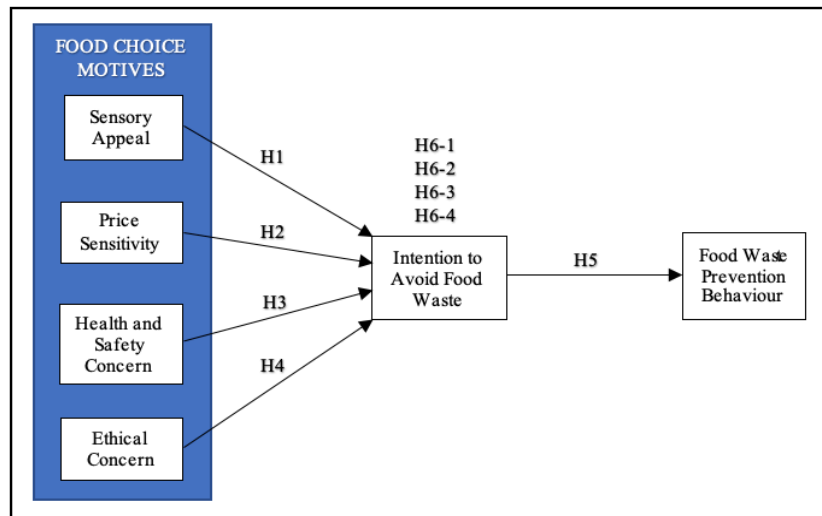 FOOD CHOICE
MOTIVES
Sensory
Appeal
Price
Sensitivity
Health and
Safety
Concern
Ethical
Concern
H1
H2
H3
H4
H6-1
H6-2
H6-3
H6-4
Intention to
Avoid Food
Waste
H5
Food Waste
Prevention
Behaviour